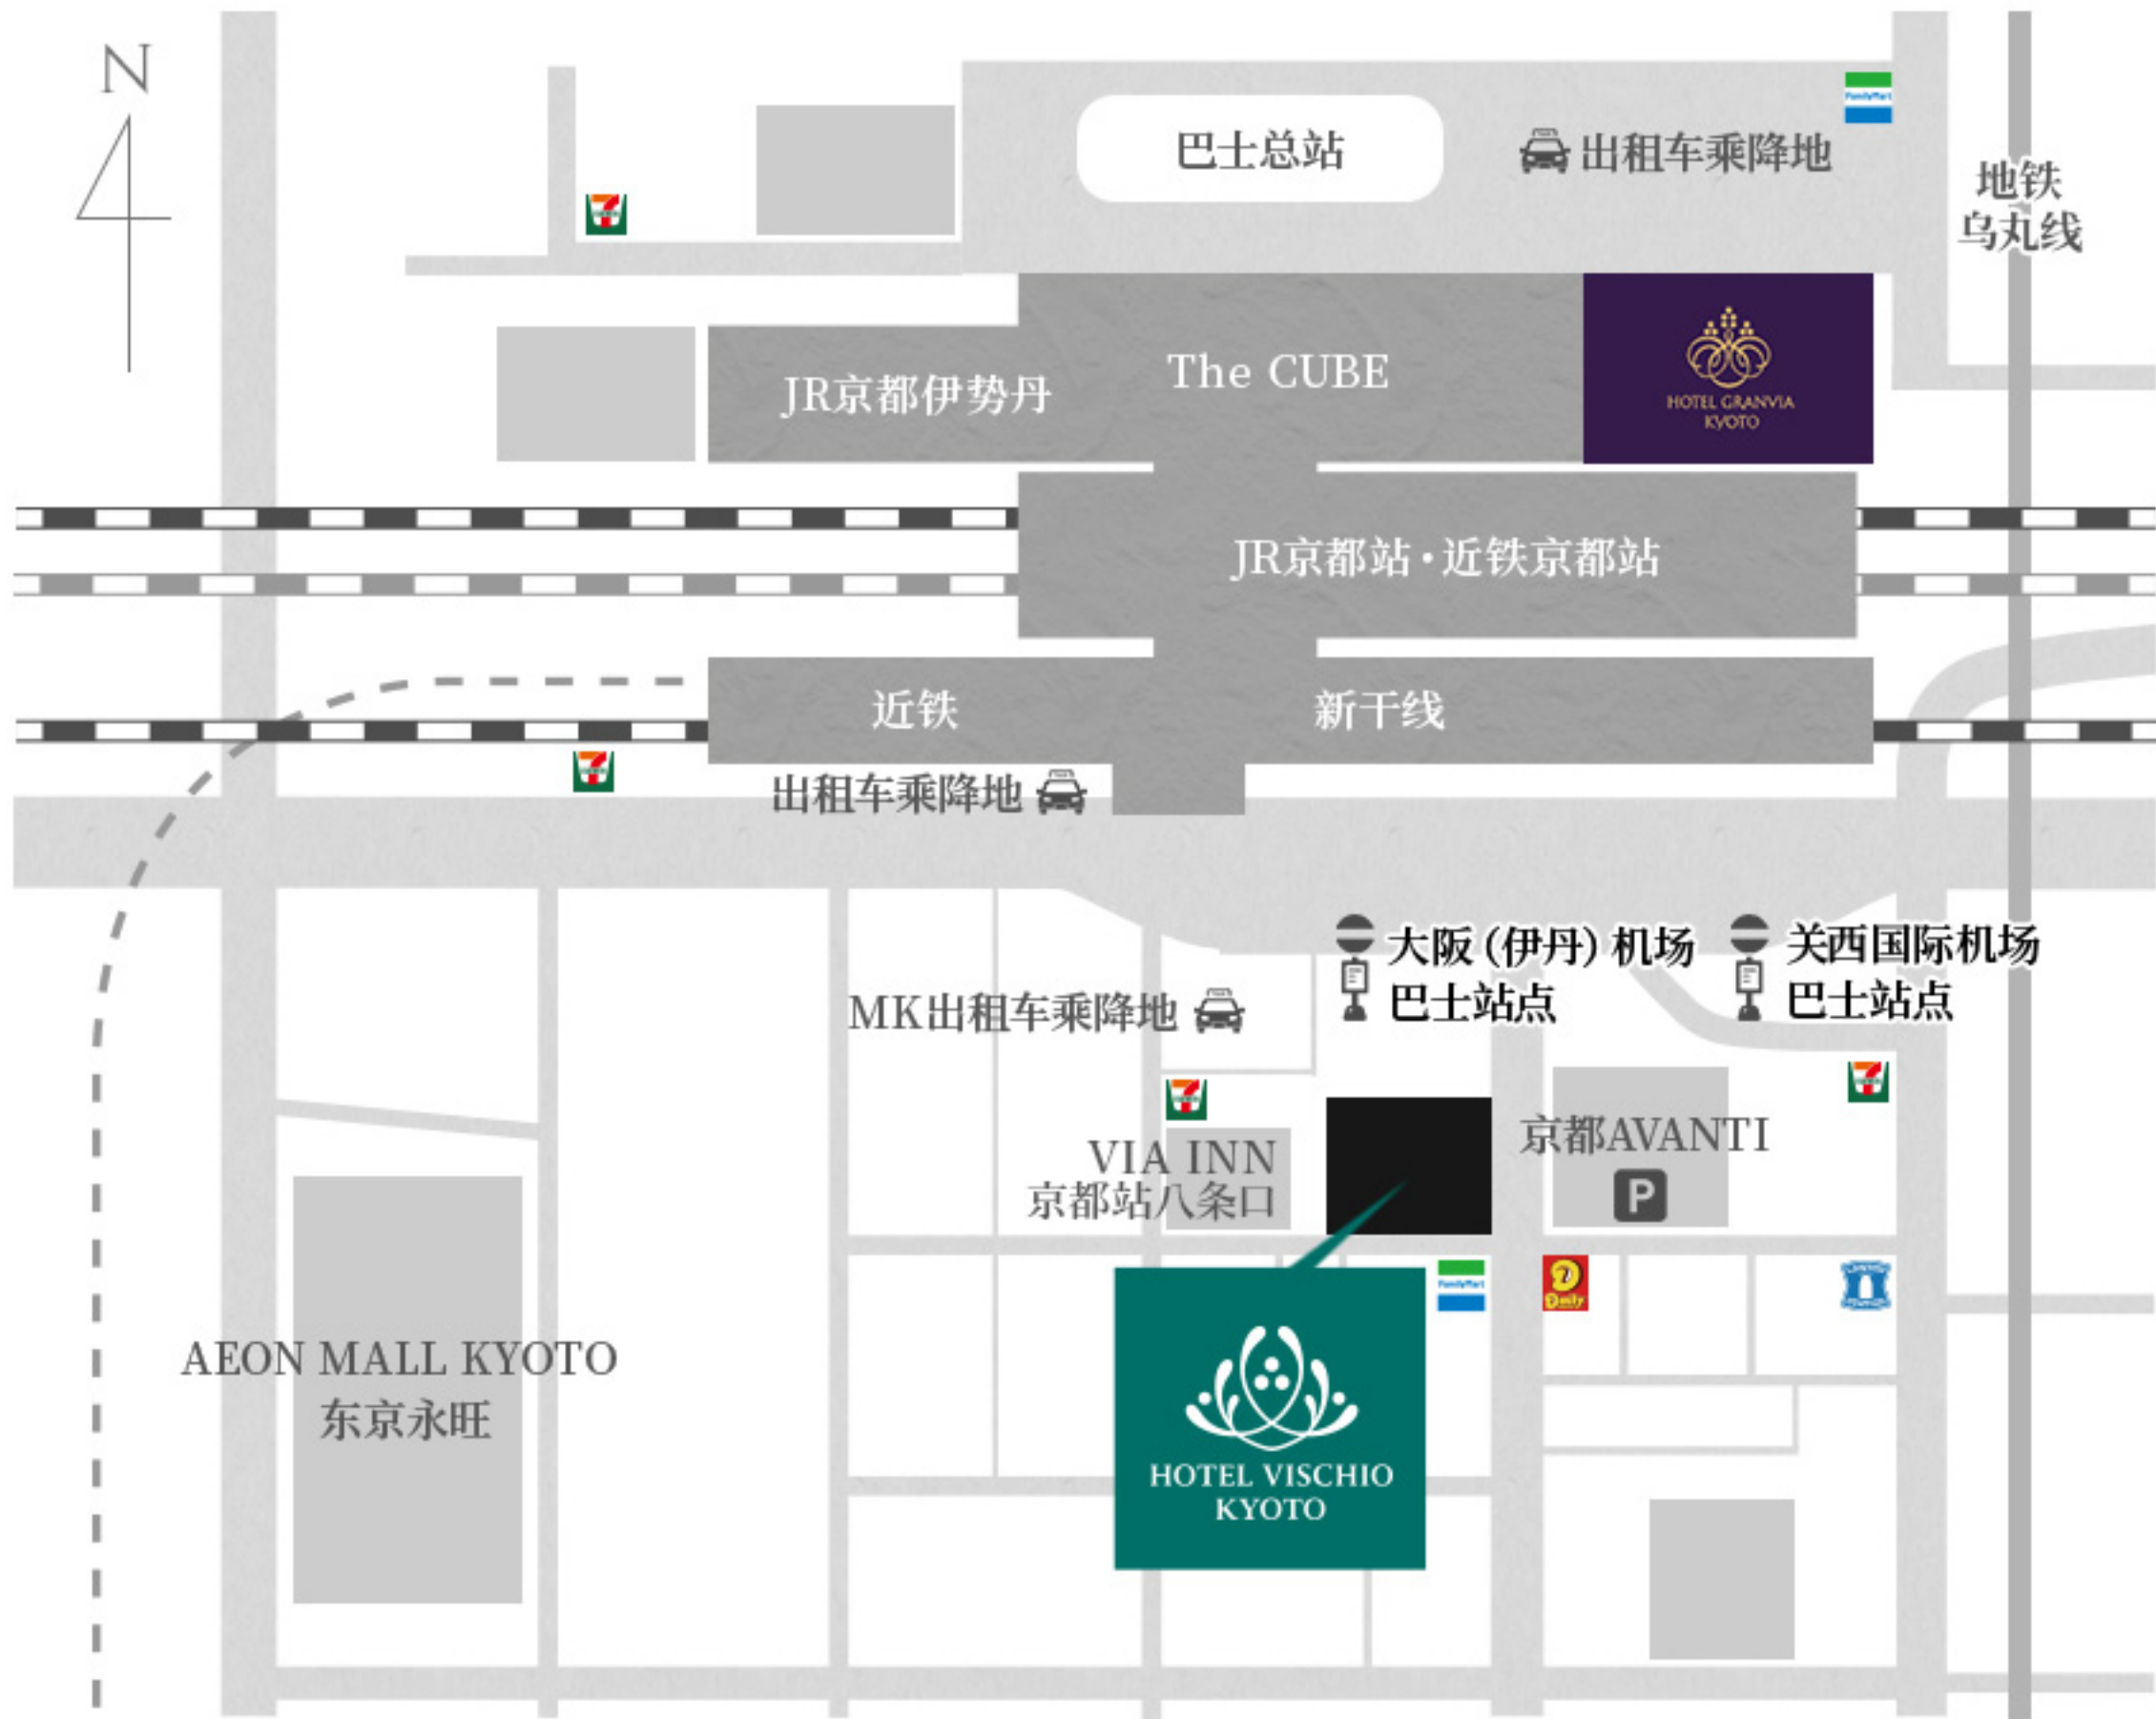 N
FamilyMart
巴士总站
出租车乘降地
地铁
乌丸线
The CUBE
JR京都伊势丹
HOTEL GRANVIA
KYOTO
JR京都站·近铁京都站
近铁
新干线
出租车乘降地
大阪(伊丹)机场
巴士站点
关西国际机场
巴士站点
MK出租车乘降地
VIA INN
京都站八条口
京都AVANTI
P
FamilyMart
Daily
AEON MALL KYOTO
东京永旺
HOTEL VISCHIO
KYOTO